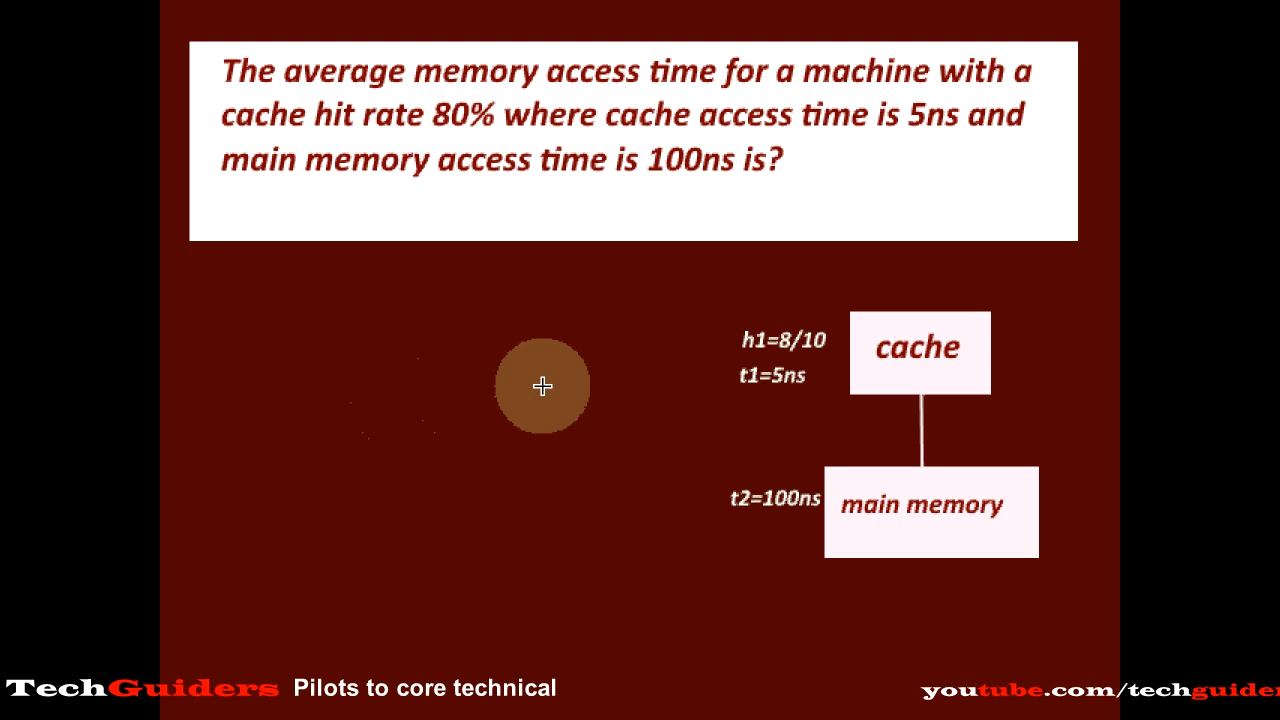 The average memory access time for a machine with a
cache hit rate 80% where cache access time is 5ns and
main memory access time is 100ns is?
h1=8/10
t1=5ns
cache
t2=100ns
main memory
TechGuiders Pilots to core technical
youtube.com/techguide